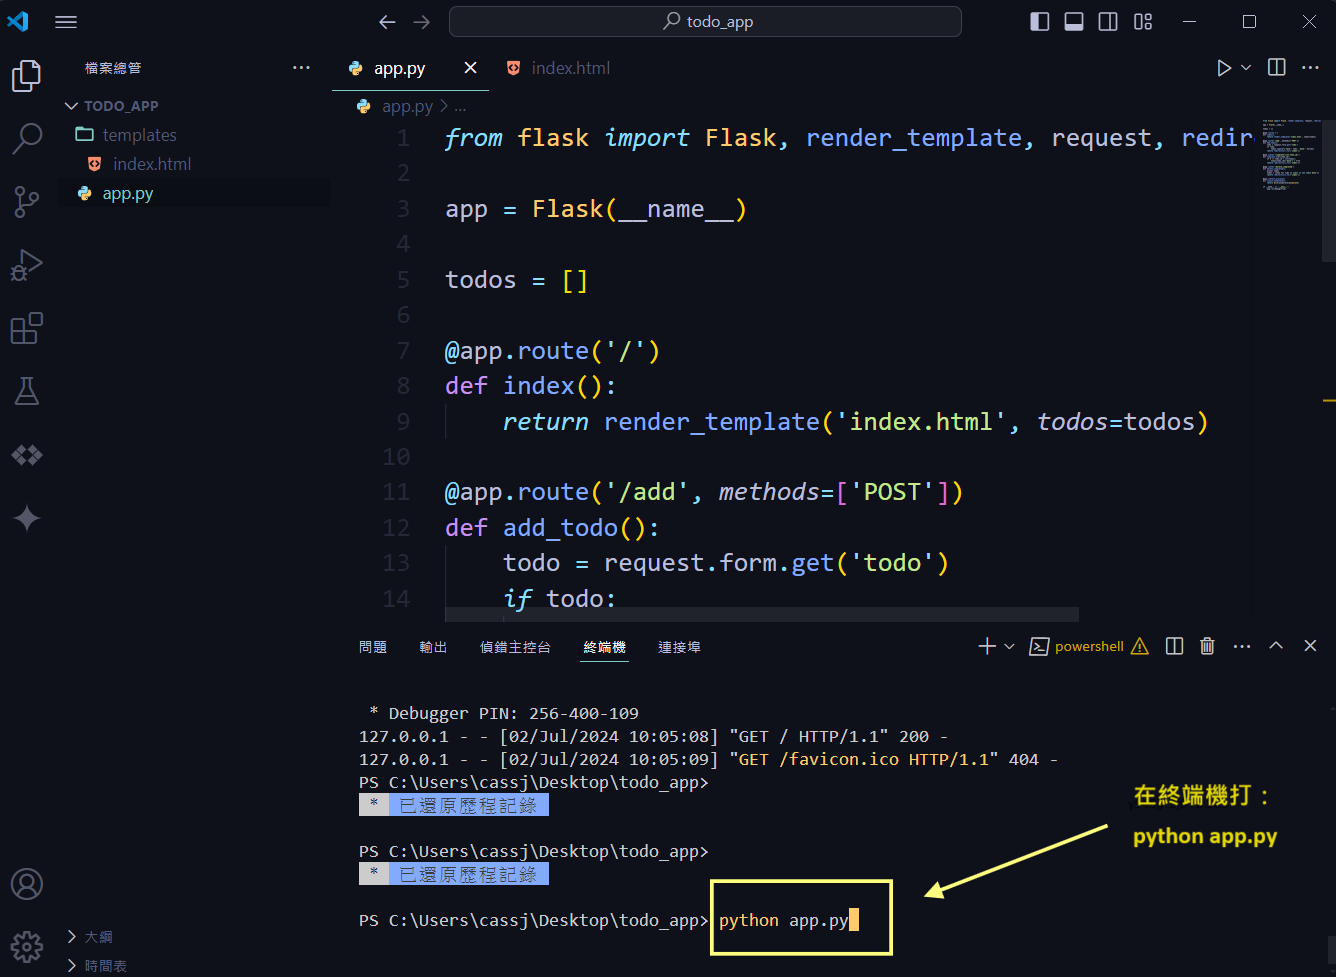 todo_app
檔案總管
app.py
index.html
TODO_APP
templates
index.html
app.py
app.py > ...
1 from flask import Flask, render_template, request, redire
2
3 app = Flask(__name__)
4
5 todos = []
6
7 @app.route('/')
8 def index():
9 return render_template('index.html', todos=todos)
10
11 @app.route('/add', methods=['POST'])
12 def add_todo():
13 todo = request.form.get('todo')
14 if todo:
問題 輸出 偵錯主控台 終端機 連接埠
powershell
* Debugger PIN: 256-400-109
127.0.0.1 - - [02/Jul/2024 10:05:08] "GET / HTTP/1.1" 200 -
127.0.0.1 - - [02/Jul/2024 10:05:09] "GET /favicon.ico HTTP/1.1" 404 -
PS C:\Users\cassj\Desktop\todo_app>
* 已還原歷程記錄
PS C:\Users\cassj\Desktop\todo_app>
* 已還原歷程記錄
PS C:\Users\cassj\Desktop\todo_app> python app.py
在終端機打：
python app.py
大綱
時間表